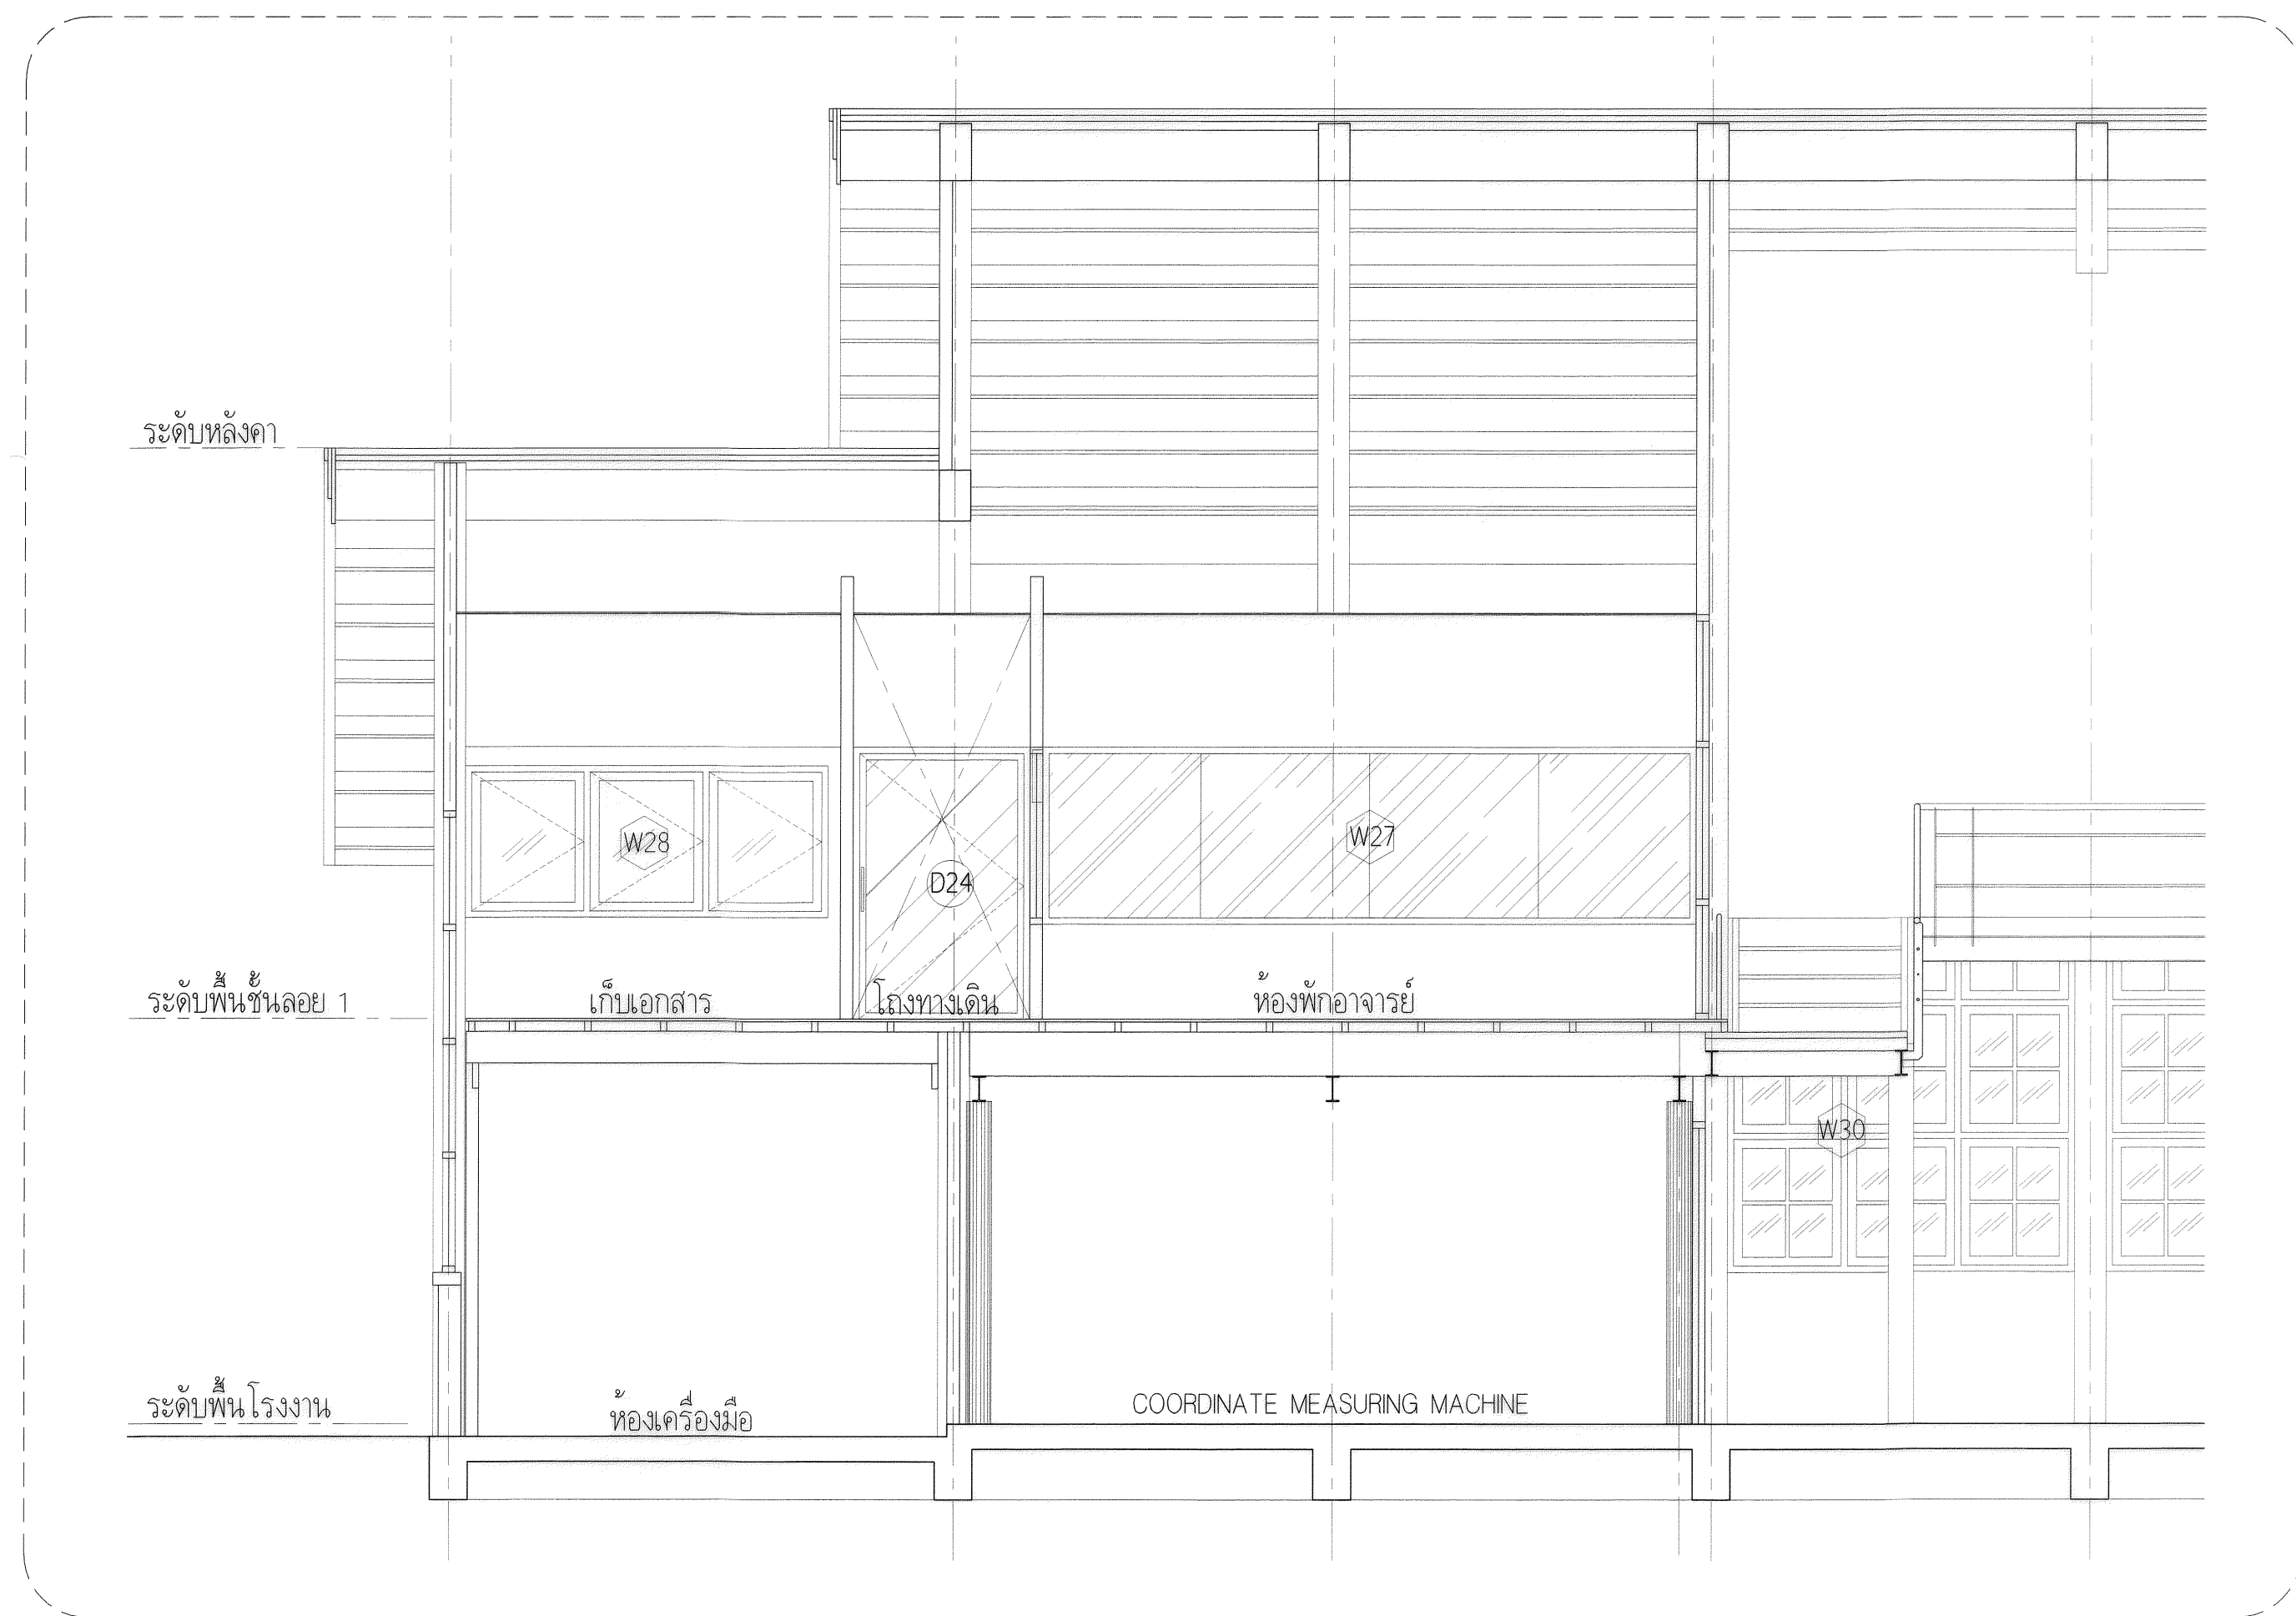 ระดับหลังคา
W28
W27
D24
ระดับพื้นชั้นลอย 1
เก็บเอกสาร
โถงทางเดิน
ห้องพักอาจารย์
W30
ระดับพื้นโรงงาน
ห้องเครื่องมือ
COORDINATE MEASURING MACHINE